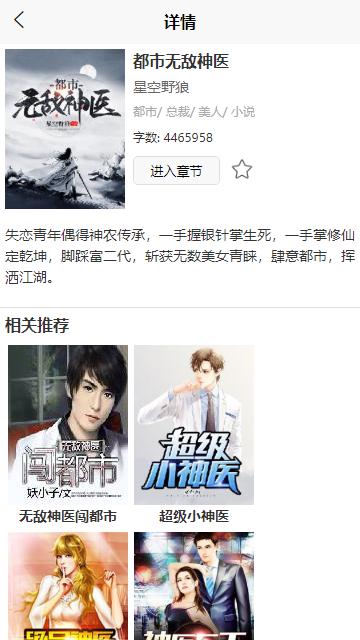 详情
都市
无敌神医
星空野狼
都市无敌神医
星空野狼
都市/ 总裁/ 美人/ 小说
字数: 4465958
进入章节
失恋青年偶得神农传承，一手握银针掌生死，一手掌修仙
定乾坤，脚踩富二代，斩获无数美女青睐，肆意都市，挥
洒江湖。
相关推荐
无敌神医
闯都市
妖小子/文
超级
小神医
无敌神医闯都市
超级小神医